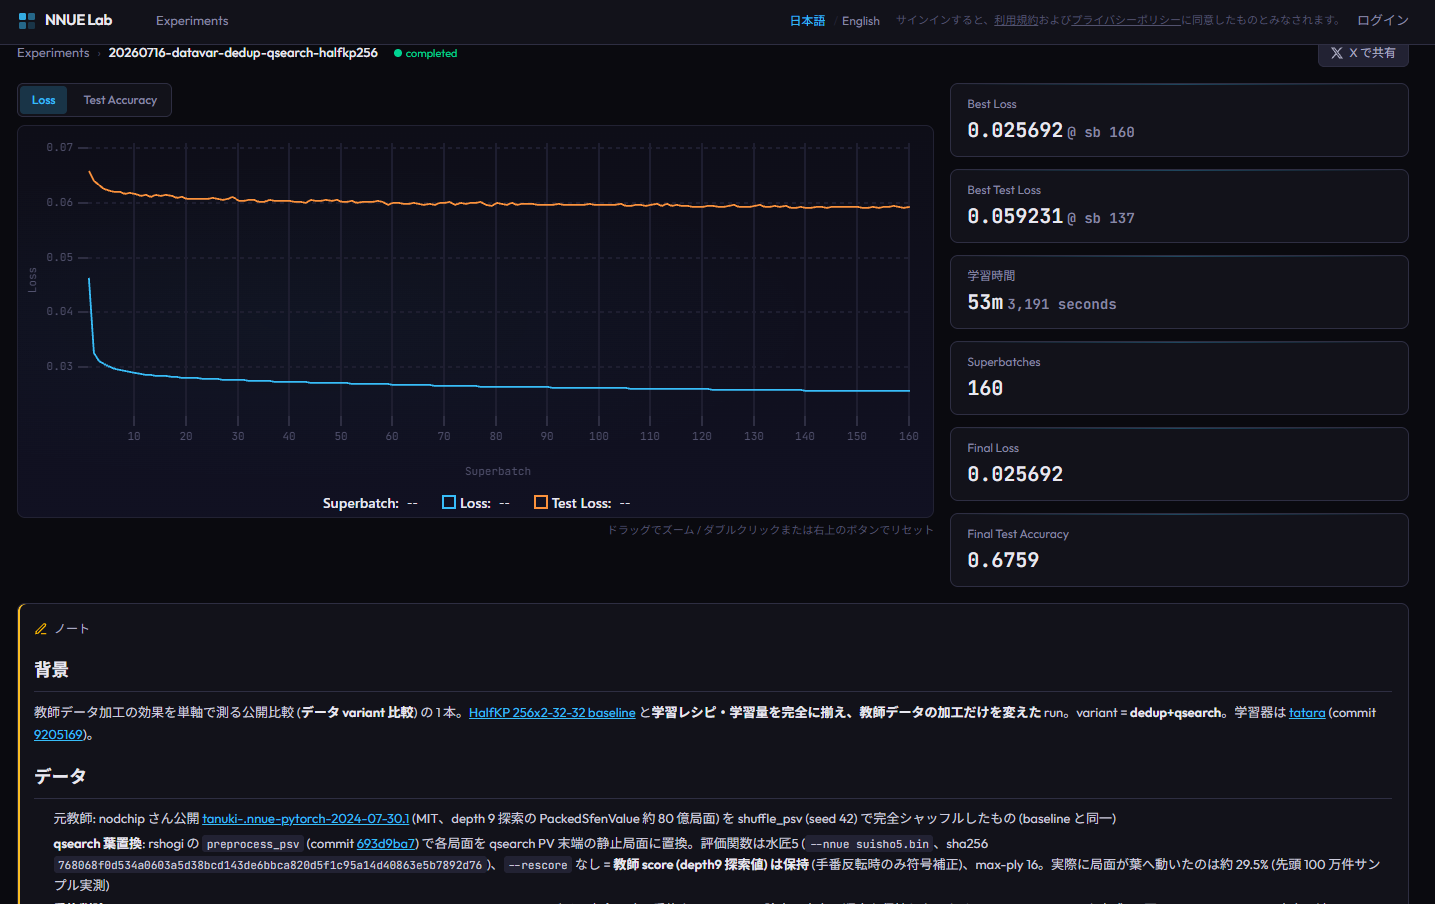 NNUE Lab Experiments 日本語 / English サインインすると、利用規約およびプライバシーポリシーに同意したものとみなされます。 ログイン
Experiments › 20260716-datavar-dedup-qsearch-halfkp256 completed X で共有
Loss Test Accuracy
0.07
0.06
0.05
0.04
0.03
Loss
10 20 30 40 50 60 70 80 90 100 110 120 130 140 150 160
Superbatch
Superbatch: -- Loss: -- Test Loss: --
ドラッグでズーム / ダブルクリックまたは右上のボタンでリセット
Best Loss
0.025692 @ sb 160
Best Test Loss
0.059231 @ sb 137
学習時間
53m 3,191 seconds
Superbatches
160
Final Loss
0.025692
Final Test Accuracy
0.6759
ノート
背景
教師データ加工の効果を単軸で測る公開比較 (データ variant 比較) の 1 本。HalfKP 256x2-32-32 baseline と学習レシピ・学習量を完全に揃え、教師データの加工だけを変えた run。variant = dedup+qsearch。学習器は tatara (commit
9205169)。
データ
元教師: nodchip さん公開 tanuki-.nnue-pytorch-2024-07-30.1 (MIT、depth 9 探索の PackedSfenValue 約 80 億局面) を shuffle_psv (seed 42) で完全シャッフルしたもの (baseline と同一)
qsearch 葉置換: rshogi の preprocess_psv (commit 693d9ba7) で各局面を qsearch PV 末端の静止局面に置換。評価関数は水匠5 ( --nnue suisho5.bin 、sha256
768068f0d534a0603a5d38bcd143de6bbca820d5f1c95a14d40863e5b7892d76 )、 --rescore なし = 教師 score (depth9 探索値) は保持 (手番反転時のみ符号補正)、max-ply 16。実際に局面が葉へ動いたのは約 29.5% (先頭 100 万件サン
プル実測)